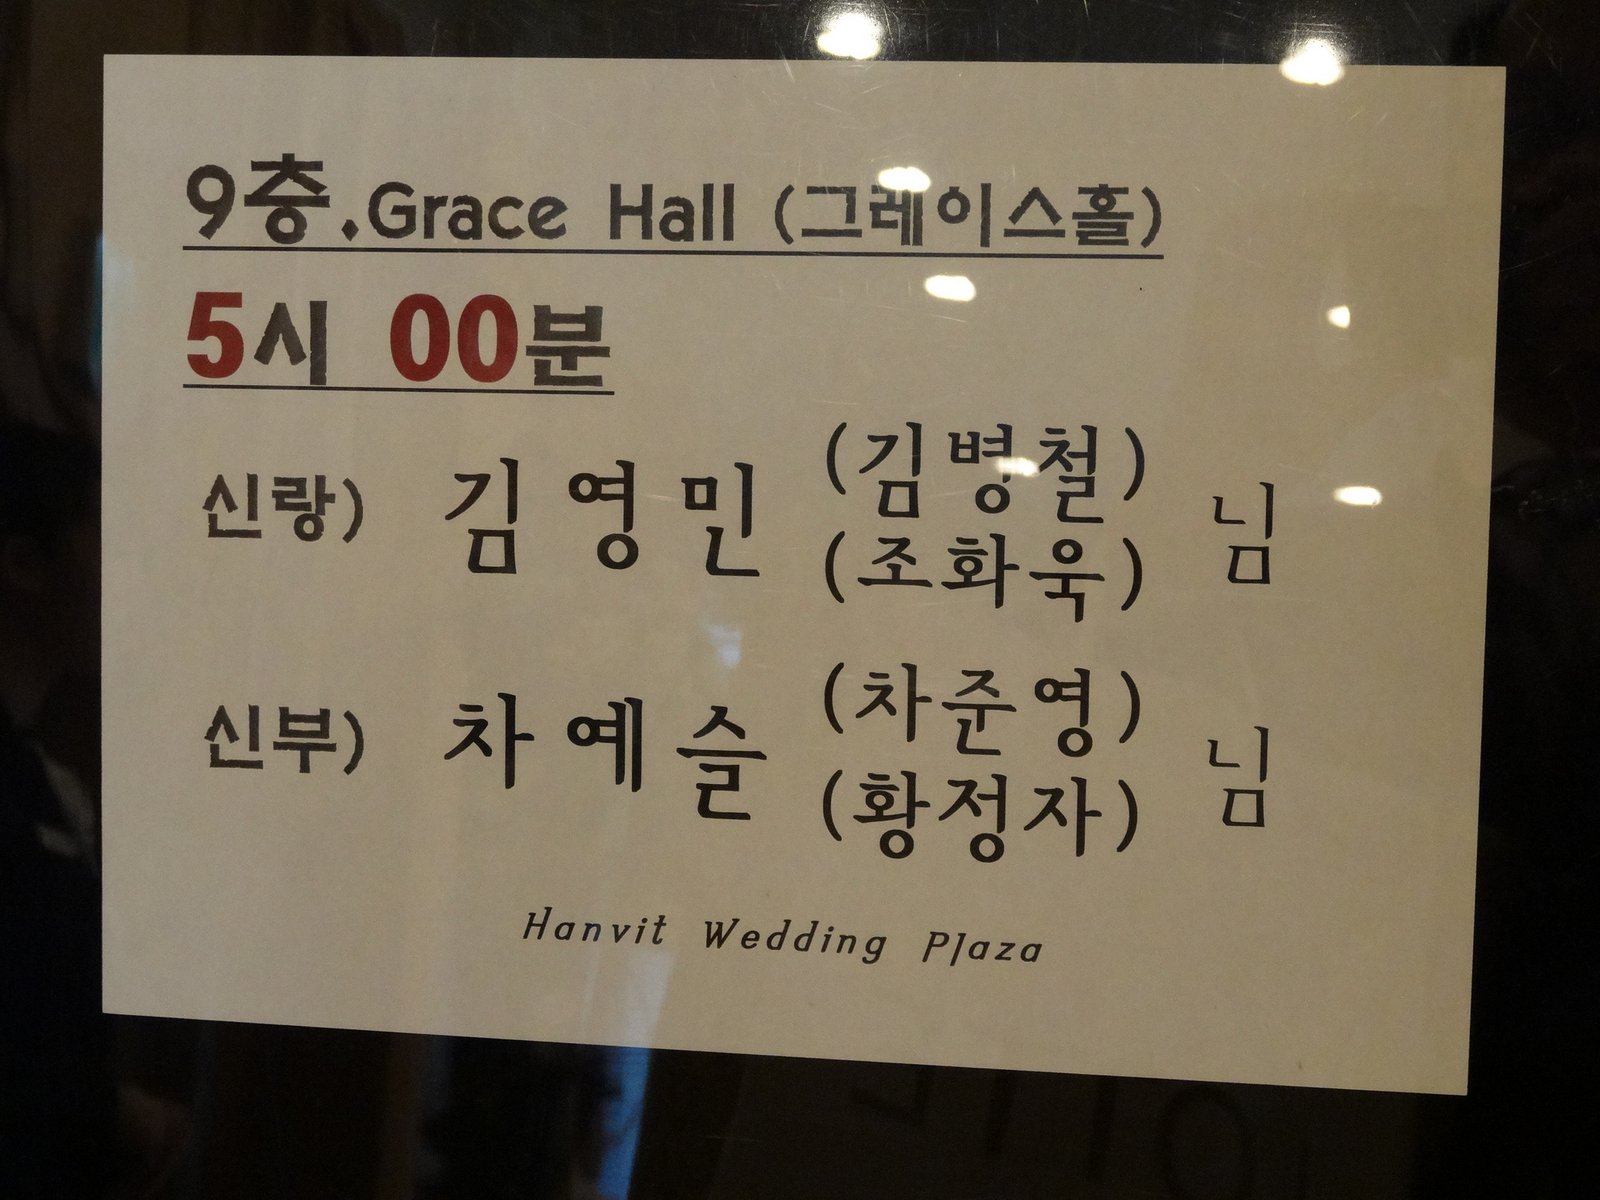 9층.Grace Hall (그레이스홀)
5시 00분
신랑) 김영민 (김병철) (조화욱) 님
신부) 차예슬 (차준영) (황정자) 님
Hanvit Wedding Plaza